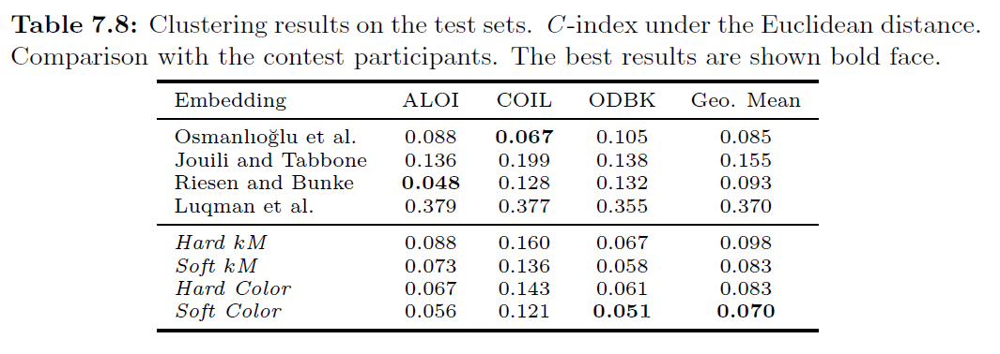 Table 7.8: Clustering results on the test sets. C-index under the Euclidean distance.
Comparison with the contest participants. The best results are shown bold face.
Embedding ALOI COIL ODBK Geo. Mean
Osmanlıoğlu et al. 0.088 0.067 0.105 0.085
Jouili and Tabbone 0.136 0.199 0.138 0.155
Riesen and Bunke 0.048 0.128 0.132 0.093
Luqman et al. 0.379 0.377 0.355 0.370
Hard kM 0.088 0.160 0.067 0.098
Soft kM 0.073 0.136 0.058 0.083
Hard Color 0.067 0.143 0.061 0.083
Soft Color 0.056 0.121 0.051 0.070